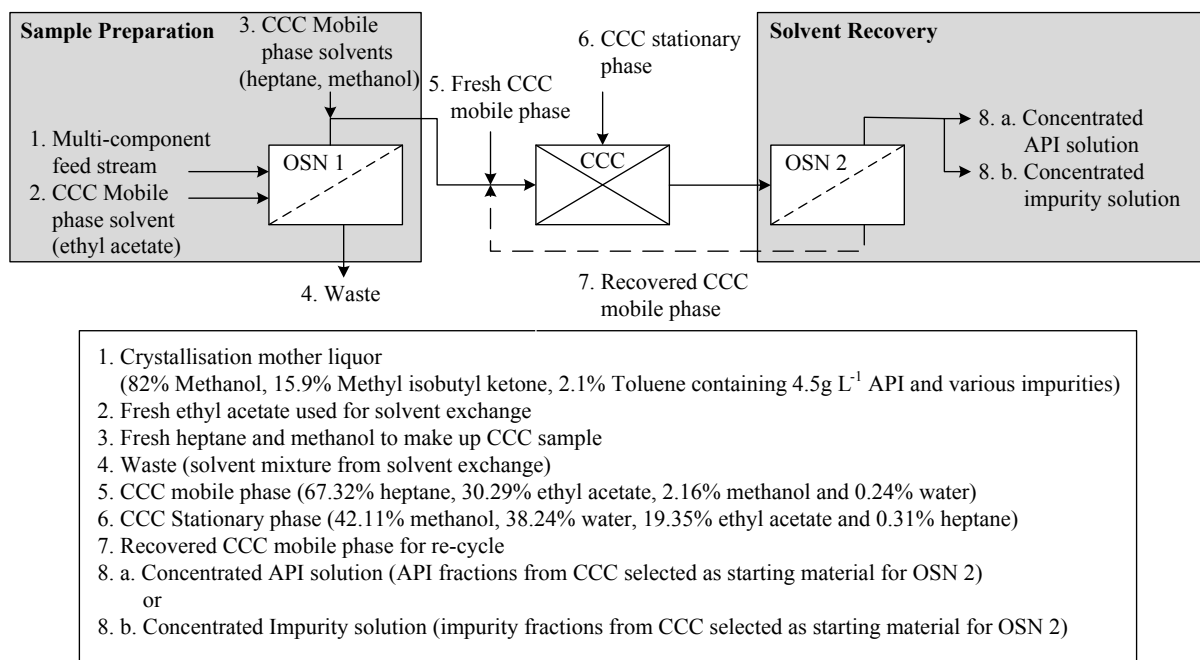 Sample Preparation
3. CCC Mobile
phase solvents
(heptane, methanol)
1. Multi-component
feed stream
2. CCC Mobile
phase solvent
(ethyl acetate)
OSN 1
4. Waste
5. Fresh CCC
mobile phase
6. CCC stationary
phase
CCC
7. Recovered CCC
mobile phase
Solvent Recovery
OSN 2
8. a. Concentrated
API solution
8. b. Concentrated
impurity solution
1. Crystallisation mother liquor
(82% Methanol, 15.9% Methyl isobutyl ketone, 2.1% Toluene containing 4.5g L⁻¹ API and various impurities)
2. Fresh ethyl acetate used for solvent exchange
3. Fresh heptane and methanol to make up CCC sample
4. Waste (solvent mixture from solvent exchange)
5. CCC mobile phase (67.32% heptane, 30.29% ethyl acetate, 2.16% methanol and 0.24% water)
6. CCC Stationary phase (42.11% methanol, 38.24% water, 19.35% ethyl acetate and 0.31% heptane)
7. Recovered CCC mobile phase for re-cycle
8. a. Concentrated API solution (API fractions from CCC selected as starting material for OSN 2)
or
8. b. Concentrated Impurity solution (impurity fractions from CCC selected as starting material for OSN 2)